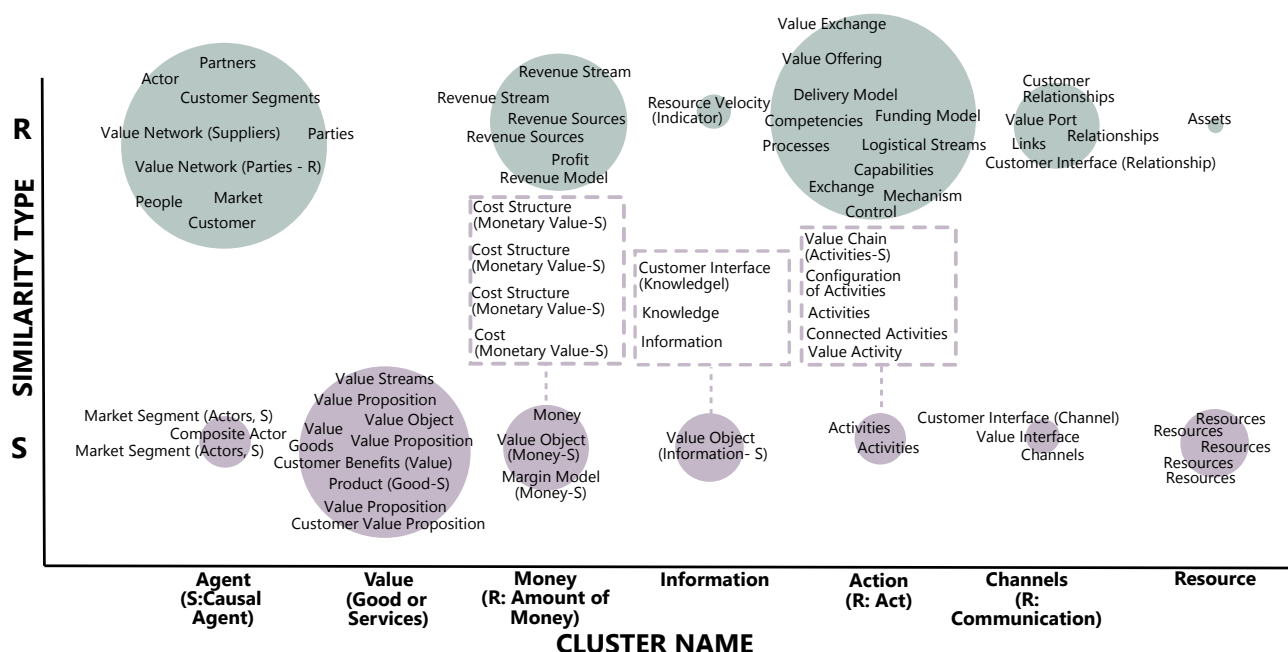 SIMILARITY TYPE
R
Partners
Actor
Customer Segments
Value Network (Suppliers)
Parties
Value Network (Parties - R)
People
Market
Customer
Revenue Stream
Revenue Stream
Revenue Sources
Revenue Sources
Profit
Revenue Model
Resource Velocity
(Indicator)
Value Exchange
Value Offering
Delivery Model
Competencies
Funding Model
Processes
Logistical Streams
Capabilities
Exchange
Mechanism
Control
Customer
Relationships
Value Port
Relationships
Links
Customer Interface (Relationship)
Assets
Cost Structure
(Monetary Value-S)
Cost Structure
(Monetary Value-S)
Cost Structure
(Monetary Value-S)
Cost
(Monetary Value-S)
Customer Interface
(Knowledgel)
Knowledge
Information
Value Chain
(Activities-S)
Configuration
of Activities
Activities
Connected Activities
Value Activity
S
Market Segment (Actors, S)
Composite Actor
Market Segment (Actors, S)
Value Streams
Value Proposition
Value Object
Value
Value Proposition
Goods
Customer Benefits (Value)
Product (Good-S)
Value Proposition
Customer Value Proposition
Money
Value Object
(Money-S)
Margin Model
(Money-S)
Value Object
(Information- S)
Activities
Activities
Customer Interface (Channel)
Value Interface
Channels
Resources
Resources
Resources
Resources
Resources
Agent
(S:Causal
Agent)
Value
(Good or
Services)
Money
(R: Amount of
Money)
Information
Action
(R: Act)
Channels
(R:
Communication)
Resource
CLUSTER NAME